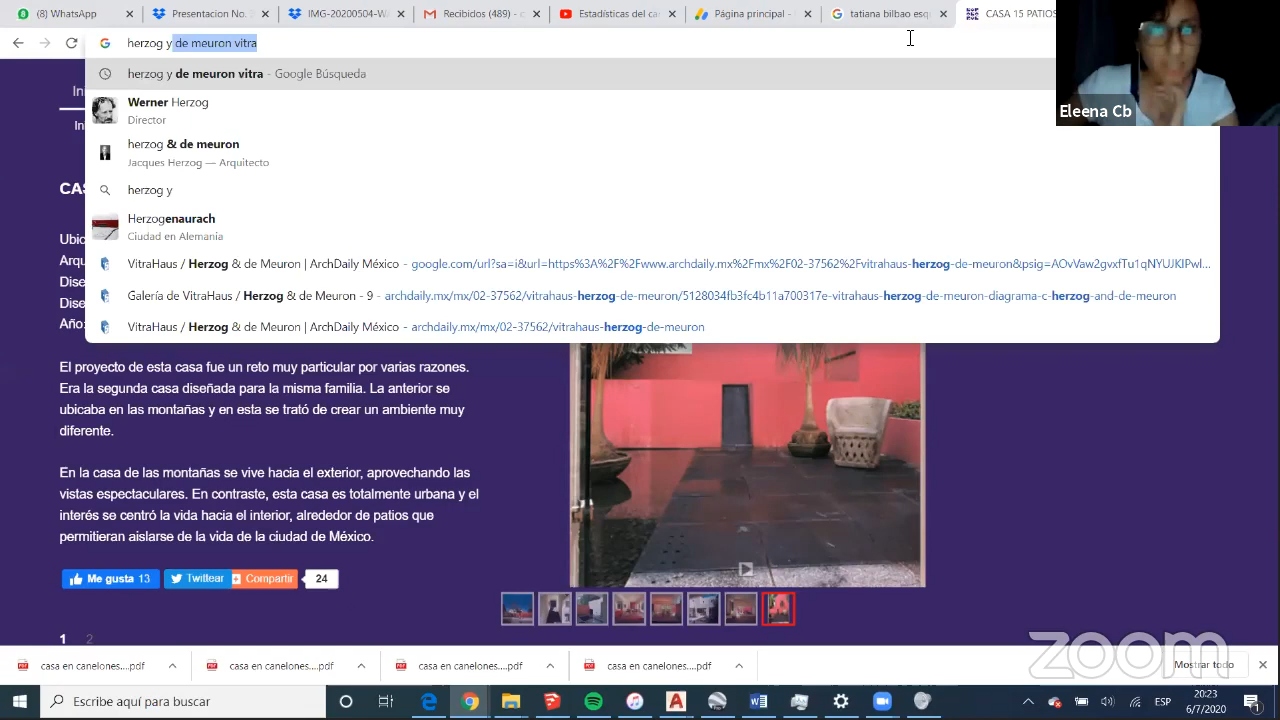 Inicio × Arquitec ×
IMG-20200504-W ×
Recibidos (489) - c ×
Estadísticas del ca ×
Página principal - ×
tatiana bilbao esq ×
CASA 15 PATIOS
herzog y de meuron vitra
herzog y de meuron vitra - Google Búsqueda
Werner Herzog
Director
herzog & de meuron
Jacques Herzog — Arquitecto
herzog y
Herzogenaurach
Ciudad en Alemania
VitraHaus / Herzog & de Meuron | ArchDaily México - google.com/url?sa=i&url=https%3A%2F%2Fwww.archdaily.mx%2Fmx%2F02-37562%2Fvitrahaus-herzog-de-meuron&psig=AOvVaw2gvxfTu1qNYUJKIPwl...
Galería de VitraHaus / Herzog & de Meuron - 9 - archdaily.mx/mx/02-37562/vitrahaus-herzog-de-meuron/5128034fb3fc4b11a700317e-vitrahaus-herzog-de-meuron-diagrama-c-herzog-and-de-meuron
VitraHaus / Herzog & de Meuron | ArchDaily México - archdaily.mx/mx/02-37562/vitrahaus-herzog-de-meuron
Eleena Cb
In
In
CAS
Ubic
Arqu
Dise
Dise
Año:
El proyecto de esta casa fue un reto muy particular por varias razones.
Era la segunda casa diseñada para la misma familia. La anterior se
ubicaba en las montañas y en esta se trató de crear un ambiente muy
diferente.
En la casa de las montañas se vive hacia el exterior, aprovechando las
vistas espectaculares. En contraste, esta casa es totalmente urbana y el
interés se centró la vida hacia el interior, alrededor de patios que
permitieran aislarse de la vida de la ciudad de México.
Me gusta 13 Twittear Compartir 24
1 2
zoom
casa en canelones....pdf casa en canelones....pdf casa en canelones....pdf casa en canelones....pdf Mostrar todo
Escribe aquí para buscar
ESP
20:23
6/7/2020